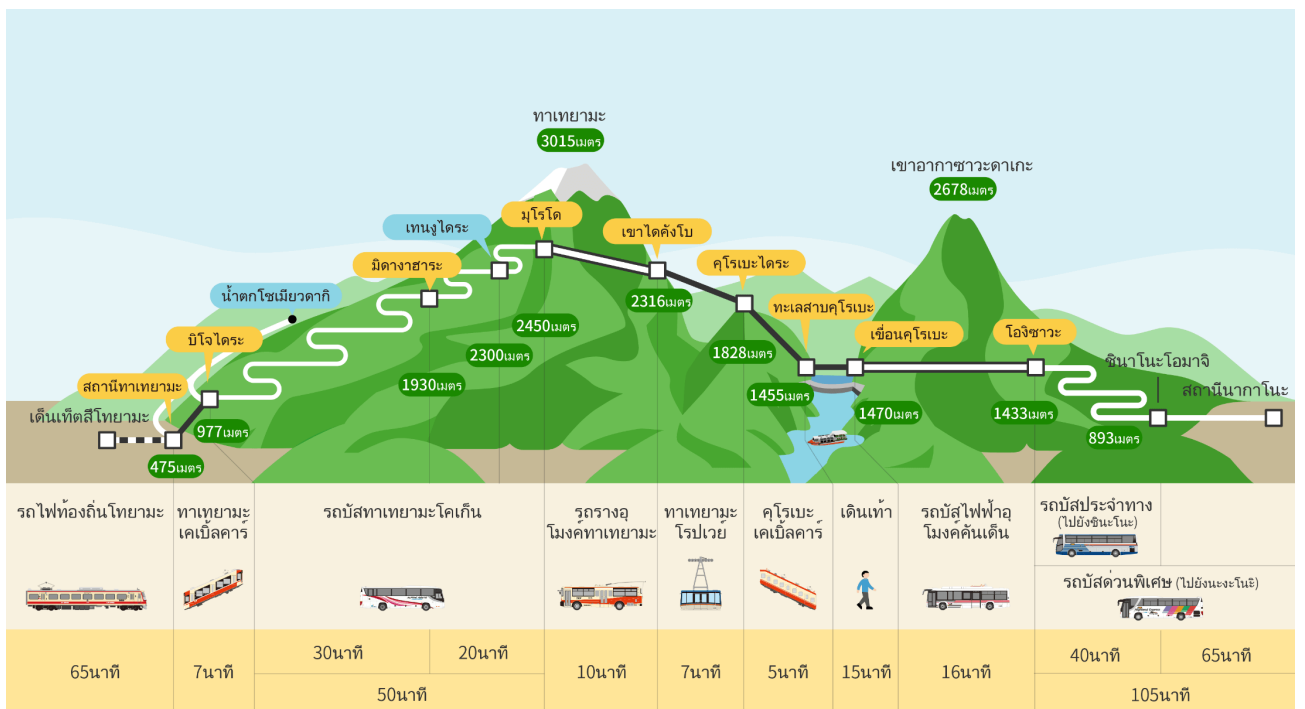 ทาเทยามะ
3015เมตร
เขาอากาซาวะดาเกะ
2678เมตร
มุโรโด
เทนงูไดระ
เขาไดคังโบ
มิดางาฮาระ
คุโรเบะไดระ
น้ำตกโชเมียวดากิ
2316เมตร
ทะเลสาบคุโรเบะ
2450เมตร
บิโจไดระ
เขื่อนคุโรเบะ
โองิซาวะ
1828เมตร
2300เมตร
ชินาโนะโอมาจิ
สถานีทาเทยามะ
1930เมตร
สถานีนากาโนะ
1455เมตร
เด็นเท็ตสึโทยามะ
1470เมตร
1433เมตร
977เมตร
893เมตร
475เมตร
รถไฟท้องถิ่นโทยามะ
ทาเทยามะ
เคเบิ้ลคาร์
รถบัสทาเทยามะโคเก็น
รถรางอุ
โมงค์ทาเทยามะ
ทาเทยามะ
โรปเวย์
คุโรเบะ
เคเบิ้ลคาร์
เดินเท้า
รถบัสไฟฟ้าอุ
โมงค์คันเด็น
รถบัสประจำทาง
(ไปยังชินะโนะ)
รถบัสด่วนพิเศษ (ไปยังนะงะโนะ)
65นาที
7นาที
30นาที
20นาที
50นาที
10นาที
7นาที
5นาที
15นาที
16นาที
40นาที
65นาที
105นาที